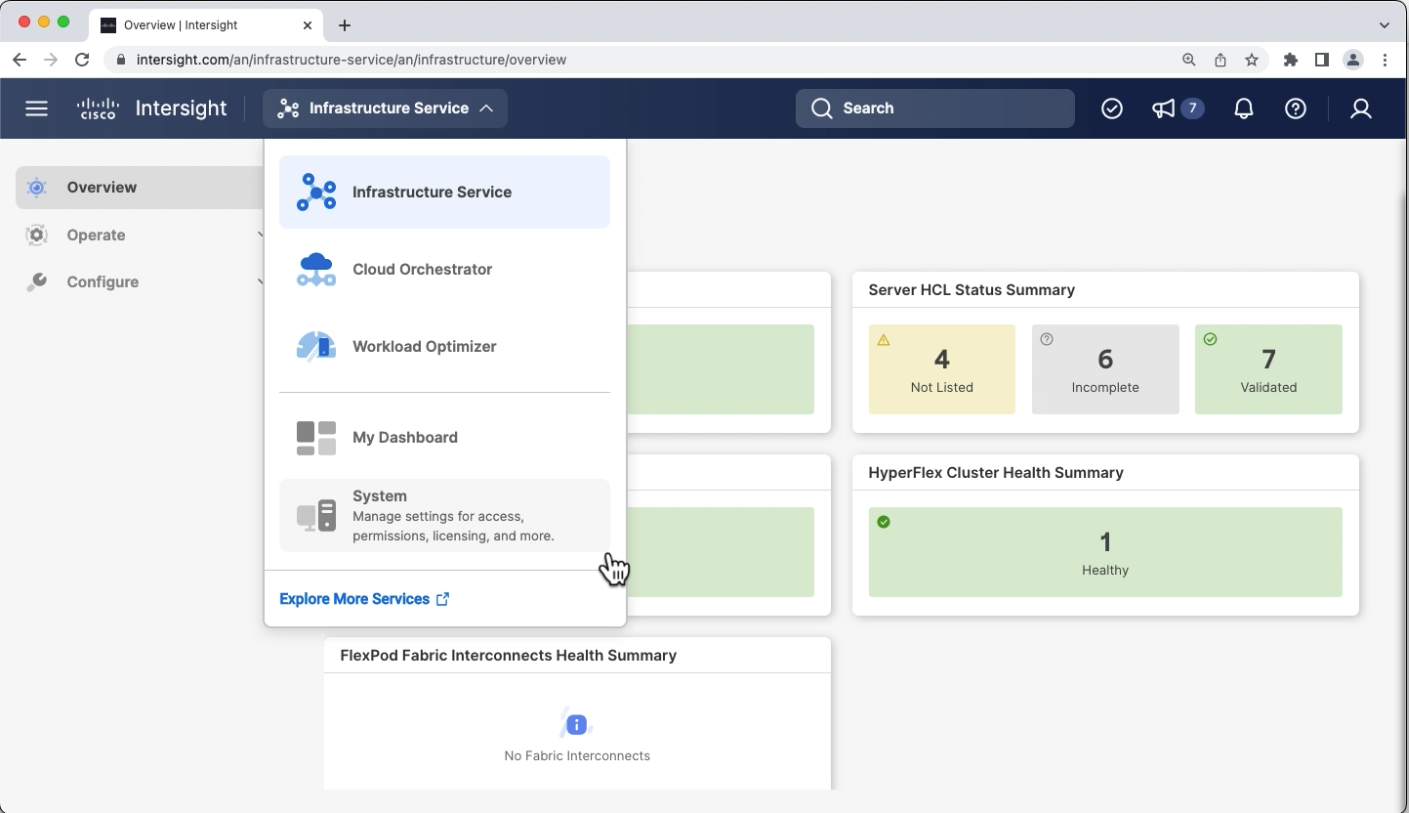 Overview | Intersight
intersight.com/an/infrastructure-service/an/infrastructure/overview
cisco
Intersight
Infrastructure Service
Search
7
Overview
Operate
Configure
Infrastructure Service
Cloud Orchestrator
Workload Optimizer
My Dashboard
System
Manage settings for access,
permissions, licensing, and more.
Explore More Services
Server HCL Status Summary
4
Not Listed
6
Incomplete
7
Validated
HyperFlex Cluster Health Summary
1
Healthy
FlexPod Fabric Interconnects Health Summary
No Fabric Interconnects